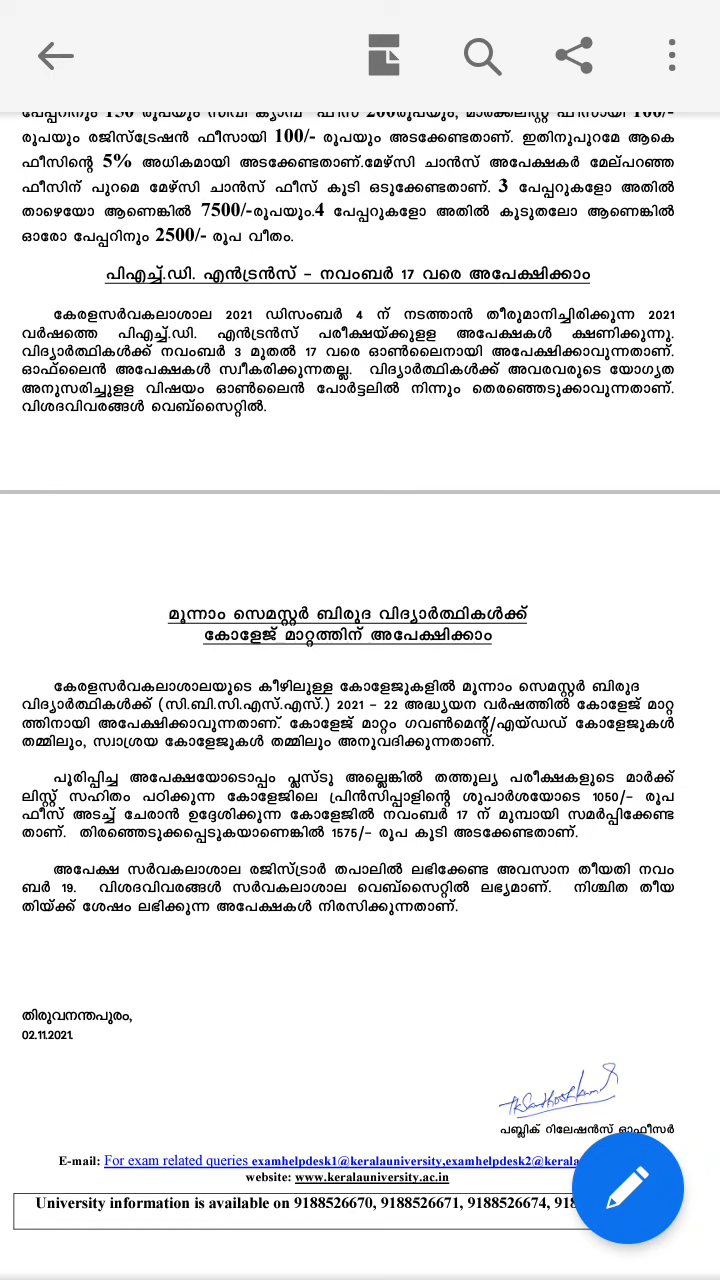 പേപ്പറിനും 150 രൂപയും സിവി ക്യാമ്പ് ഫീസ് 200രൂപയും, മാർക്ക്‌ലിസ്റ്റ് ഫീസായി 100/-
രൂപയും രജിസ്ട്രേഷൻ ഫീസായി 100/- രൂപയും അടക്കേണ്ടതാണ്. ഇതിനുപുറമേ ആകെ
ഫീസിന്റെ 5% അധികമായി അടക്കേണ്ടതാണ്.മേഴ്സി ചാൻസ് അപേക്ഷകർ മേല്പറഞ്ഞ
ഫീസിന് പുറമെ മേഴ്സി ചാൻസ് ഫീസ് കൂടി ഒടുക്കേണ്ടതാണ്. 3 പേപ്പറുകളോ അതിൽ
താഴെയോ ആണെങ്കിൽ 7500/-രൂപയും.4 പേപ്പറുകളോ അതിൽ കൂടുതലോ ആണെങ്കിൽ
ഓരോ പേപ്പറിനും 2500/- രൂപ വീതം.
പിഎച്ച്.ഡി. എൻട്രൻസ് – നവംബർ 17 വരെ അപേക്ഷിക്കാം
കേരളസർവകലാശാല 2021 ഡിസംബർ 4 ന് നടത്താൻ തീരുമാനിച്ചിരിക്കുന്ന 2021
വർഷത്തെ പിഎച്ച്.ഡി. എൻട്രൻസ് പരീക്ഷയ്ക്കുളള അപേക്ഷകൾ ക്ഷണിക്കുന്നു.
വിദ്യാർത്ഥികൾക്ക് നവംബർ 3 മുതൽ 17 വരെ ഓൺലൈനായി അപേക്ഷിക്കാവുന്നതാണ്.
ഓഫ്‌ലൈൻ അപേക്ഷകൾ സ്വീകരിക്കുന്നതല്ല. വിദ്യാർത്ഥികൾക്ക് അവരവരുടെ യോഗ്യത
അനുസരിച്ചുളള വിഷയം ഓൺലൈൻ പോർട്ടലിൽ നിന്നും തെരഞ്ഞെടുക്കാവുന്നതാണ്.
വിശദവിവരങ്ങൾ വെബ്സൈറ്റിൽ.
മൂന്നാം സെമസ്റ്റർ ബിരുദ വിദ്യാർത്ഥികൾക്ക്
കോളേജ് മാറ്റത്തിന് അപേക്ഷിക്കാം
കേരളസർവകലാശാലയുടെ കീഴിലുള്ള കോളേജുകളിൽ മൂന്നാം സെമസ്റ്റർ ബിരുദ
വിദ്യാർത്ഥികൾക്ക് (സി.ബി.സി.എസ്.എസ്.) 2021 – 22 അദ്ധ്യയന വർഷത്തിൽ കോളേജ് മാറ്റ
ത്തിനായി അപേക്ഷിക്കാവുന്നതാണ്. കോളേജ് മാറ്റം ഗവൺമെന്റ്/എയ്ഡഡ് കോളേജുകൾ
തമ്മിലും, സ്വാശ്രയ കോളേജുകൾ തമ്മിലും അനുവദിക്കുന്നതാണ്.
പൂരിപ്പിച്ച അപേക്ഷയോടൊപ്പം പ്ലസ്ടു അല്ലെങ്കിൽ തത്തുല്യ പരീക്ഷകളുടെ മാർക്ക്
ലിസ്റ്റ് സഹിതം പഠിക്കുന്ന കോളേജിലെ പ്രിൻസിപ്പാളിന്റെ ശുപാർശയോടെ 1050/– രൂപ
ഫീസ് അടച്ച് ചേരാൻ ഉദ്ദേശിക്കുന്ന കോളേജിൽ നവംബർ 17 ന് മുമ്പായി സമർപ്പിക്കേണ്ട
താണ്. തിരഞ്ഞെടുക്കപ്പെടുകയാണെങ്കിൽ 1575/– രൂപ കൂടി അടക്കേണ്ടതാണ്.
അപേക്ഷ സർവകലാശാല രജിസ്ട്രാർ തപാലിൽ ലഭിക്കേണ്ട അവസാന തീയതി നവം
ബർ 19. വിശദവിവരങ്ങൾ സർവകലാശാല വെബ്സൈറ്റിൽ ലഭ്യമാണ്. നിശ്ചിത തീയ
തിയ്ക്ക് ശേഷം ലഭിക്കുന്ന അപേക്ഷകൾ നിരസിക്കുന്നതാണ്.
തിരുവനന്തപുരം,
02.11.2021.
പബ്ലിക് റിലേഷൻസ് ഓഫീസർ
E-mail: For exam related queries examhelpdesk1@keralauniversity,examhelpdesk2@kerala
website: www.keralauniversity.ac.in
University information is available on 9188526670, 9188526671, 9188526674, 918